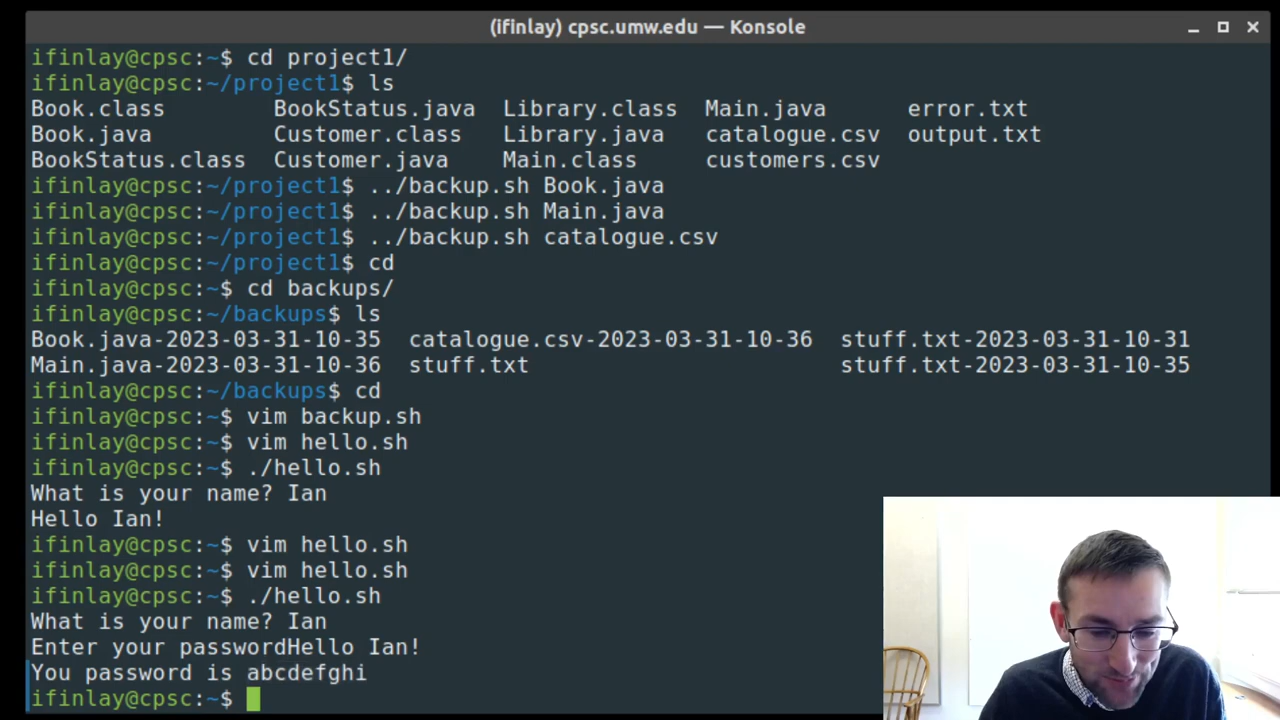 (ifinlay) cpsc.umw.edu — Konsole
ifinlay@cpsc:~$ cd project1/
ifinlay@cpsc:~/project1$ ls
Book.class BookStatus.java Library.class Main.java error.txt
Book.java Customer.class Library.java catalogue.csv output.txt
BookStatus.class Customer.java Main.class customers.csv
ifinlay@cpsc:~/project1$ ../backup.sh Book.java
ifinlay@cpsc:~/project1$ ../backup.sh Main.java
ifinlay@cpsc:~/project1$ ../backup.sh catalogue.csv
ifinlay@cpsc:~/project1$ cd
ifinlay@cpsc:~$ cd backups/
ifinlay@cpsc:~/backups$ ls
Book.java-2023-03-31-10-35 catalogue.csv-2023-03-31-10-36 stuff.txt-2023-03-31-10-31
Main.java-2023-03-31-10-36 stuff.txt stuff.txt-2023-03-31-10-35
ifinlay@cpsc:~/backups$ cd
ifinlay@cpsc:~$ vim backup.sh
ifinlay@cpsc:~$ vim hello.sh
ifinlay@cpsc:~$ ./hello.sh
What is your name? Ian
Hello Ian!
ifinlay@cpsc:~$ vim hello.sh
ifinlay@cpsc:~$ vim hello.sh
ifinlay@cpsc:~$ ./hello.sh
What is your name? Ian
Enter your passwordHello Ian!
You password is abcdefghi
ifinlay@cpsc:~$